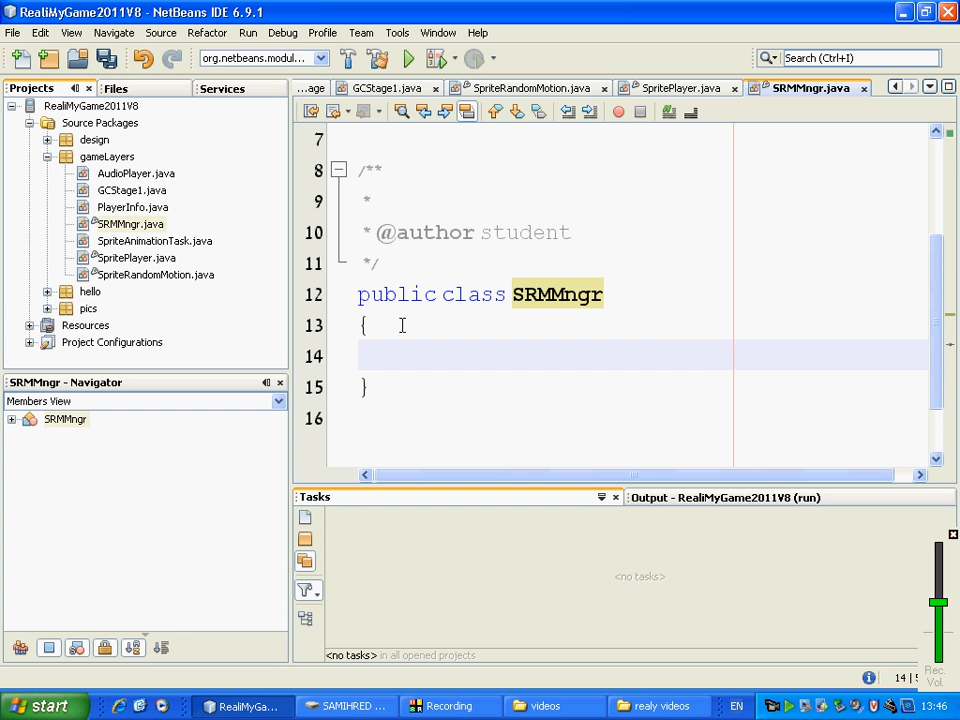 RealiMyGame2011V8 - NetBeans IDE 6.9.1
File Edit View Navigate Source Refactor Run Debug Profile Team Tools Window Help
org.netbeans.modul... Search (Ctrl+I)
Projects Files Services
...age GCStage1.java SpriteRandomMotion.java SpritePlayer.java SRMMngr.java
RealiMyGame2011V8
Source Packages
design
gameLayers
AudioPlayer.java
GCStage1.java
PlayerInfo.java
SRMMngr.java
SpriteAnimationTask.java
SpritePlayer.java
SpriteRandomMotion.java
hello
pics
Resources
Project Configurations
7
8 /**
9 *
10 * @author student
11 */
12 public class SRMMngr
13 {
14
15 }
16
SRMMngr - Navigator
Members View
SRMMngr
Tasks Output - RealiMyGame2011V8 (run)
<no tasks>
<no tasks> in all opened projects
Rec.
Vol.
start RealiMyGa... SAMIHRED ... Recording videos realy videos EN 13:46